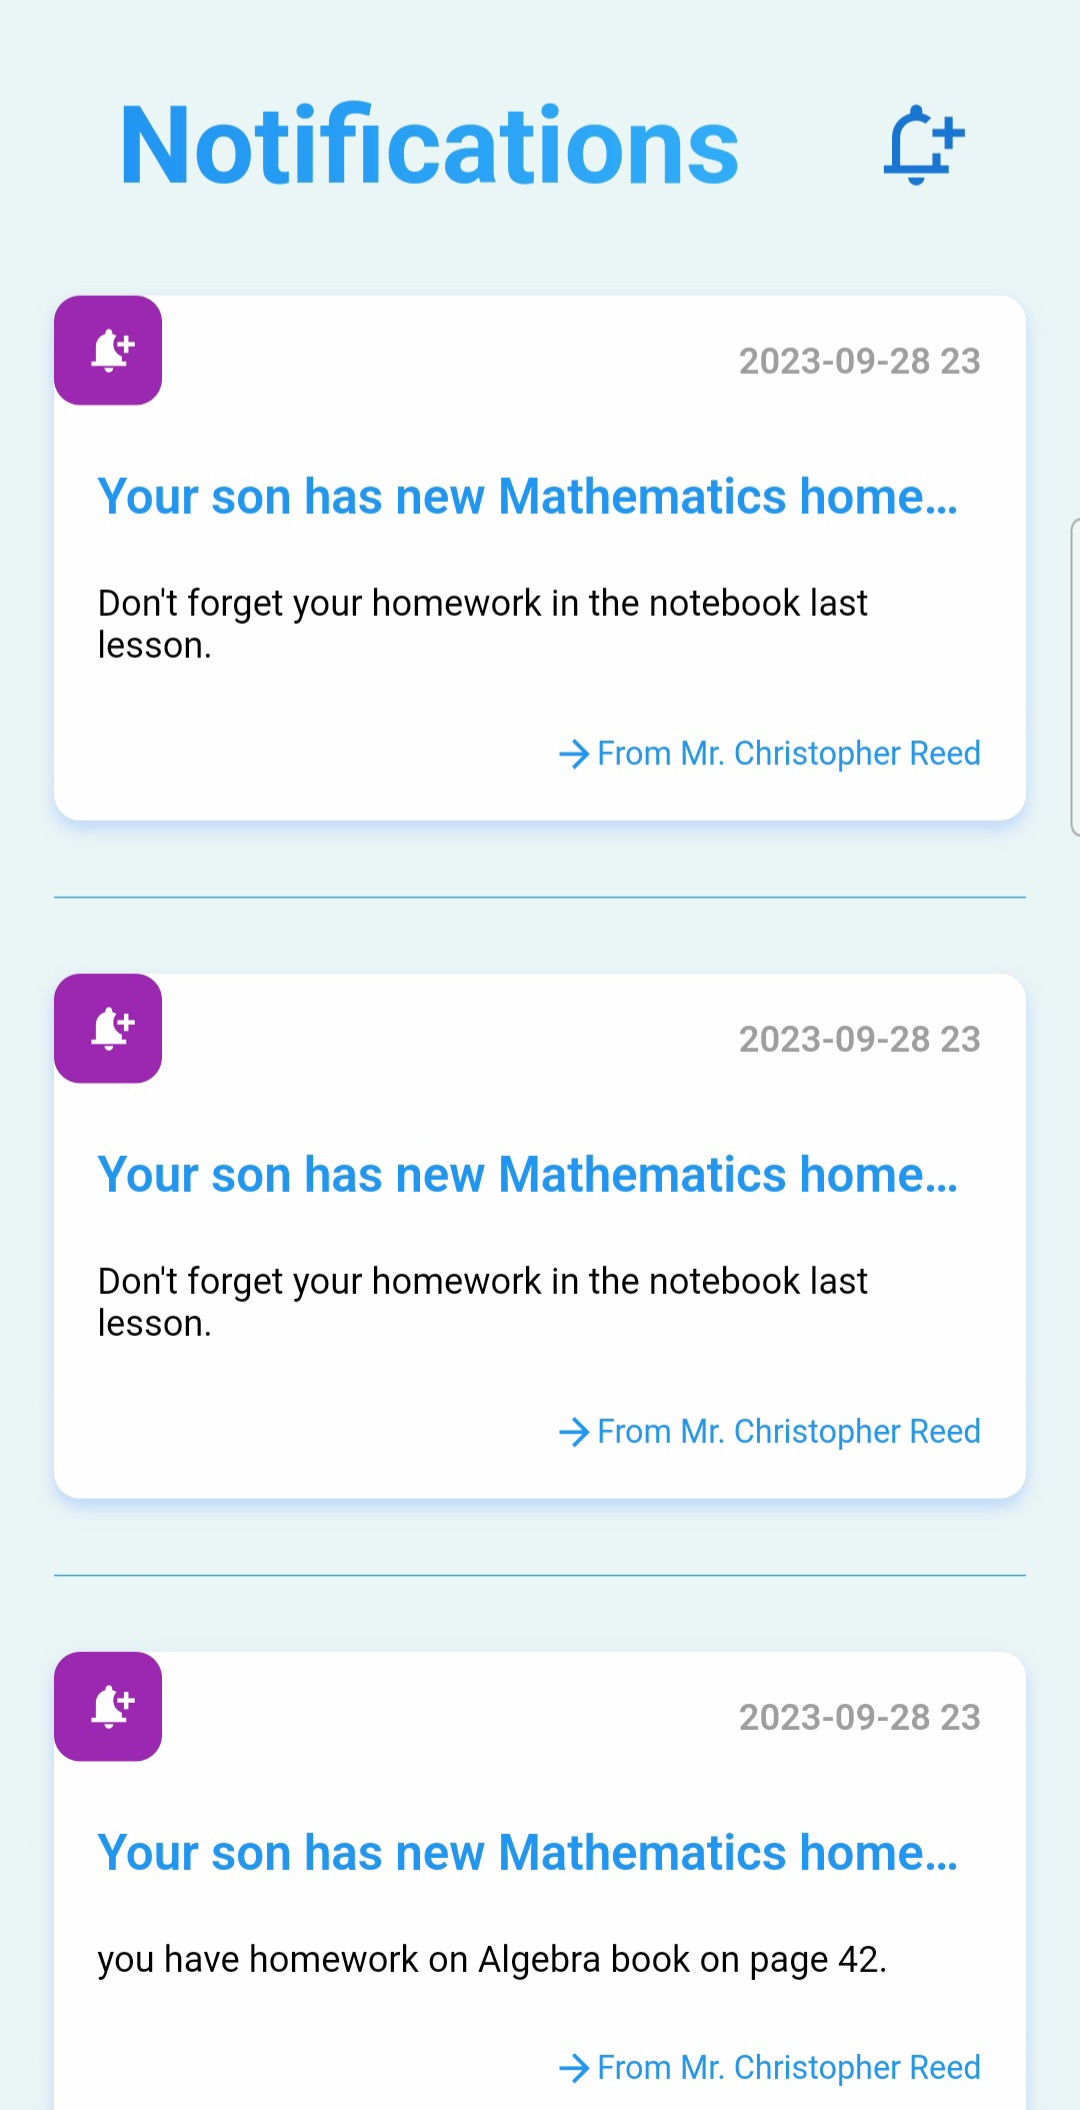 Notifications
2023-09-28 23
Your son has new Mathematics home...
Don't forget your homework in the notebook last
lesson.
From Mr. Christopher Reed
2023-09-28 23
Your son has new Mathematics home...
Don't forget your homework in the notebook last
lesson.
From Mr. Christopher Reed
2023-09-28 23
Your son has new Mathematics home...
you have homework on Algebra book on page 42.
From Mr. Christopher Reed